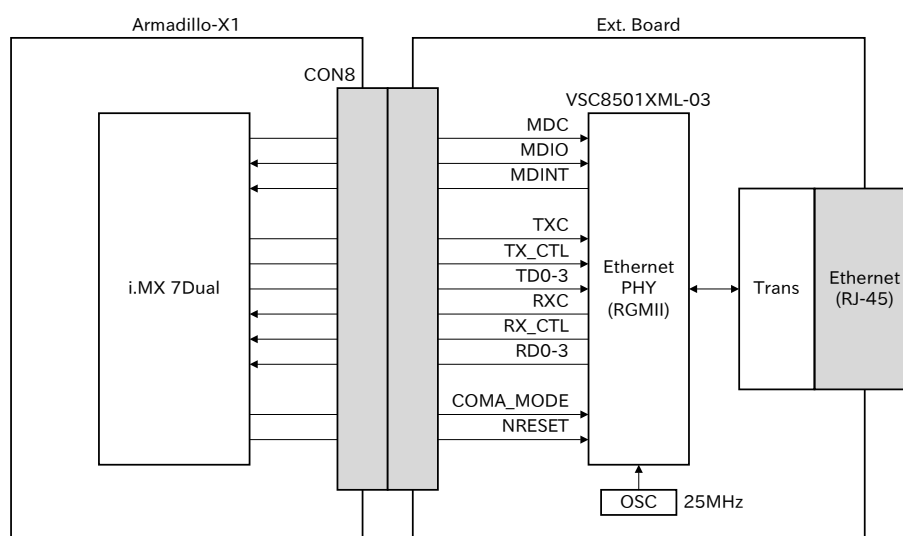 Armadillo-X1
Ext. Board
CON8
VSC8501XML-03
MDC
MDIO
MDINT
TXC
TX_CTL
TD0-3
RXC
RX_CTL
RD0-3
COMA_MODE
NRESET
i.MX 7Dual
Ethernet
PHY
(RGMII)
Trans
Ethernet
(RJ-45)
OSC
25MHz